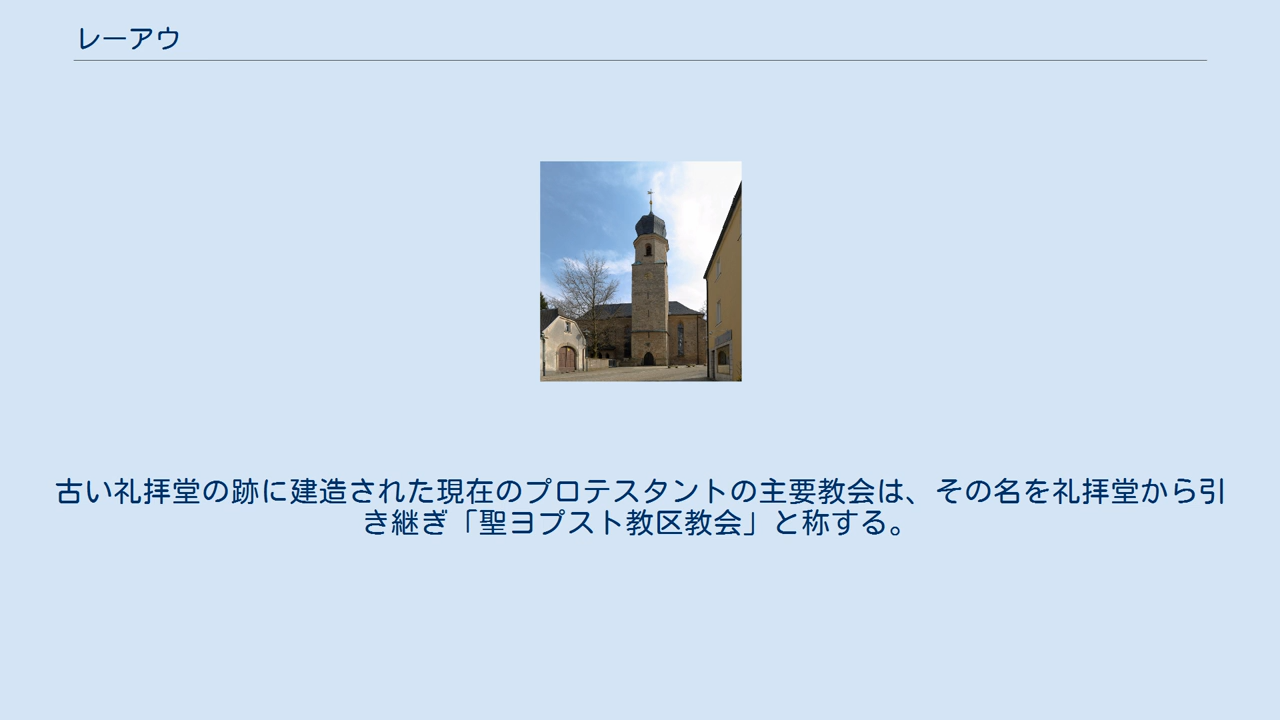 レーアウ
古い礼拝堂の跡に建造された現在のプロテスタントの主要教会は、その名を礼拝堂から引
き継ぎ「聖ヨプスト教区教会」と称する。